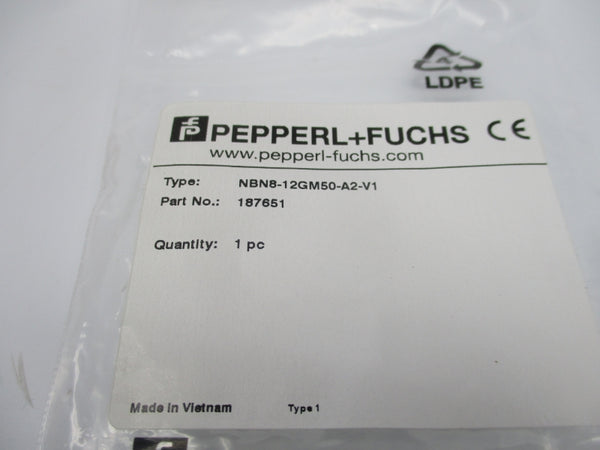 LDPE
PEPPERL+FUCHS CE
www.pepperl-fuchs.com
Type: NBN8-12GM50-A2-V1
Part No.: 187651
Quantity: 1 pc
Made in Vietnam Type 1